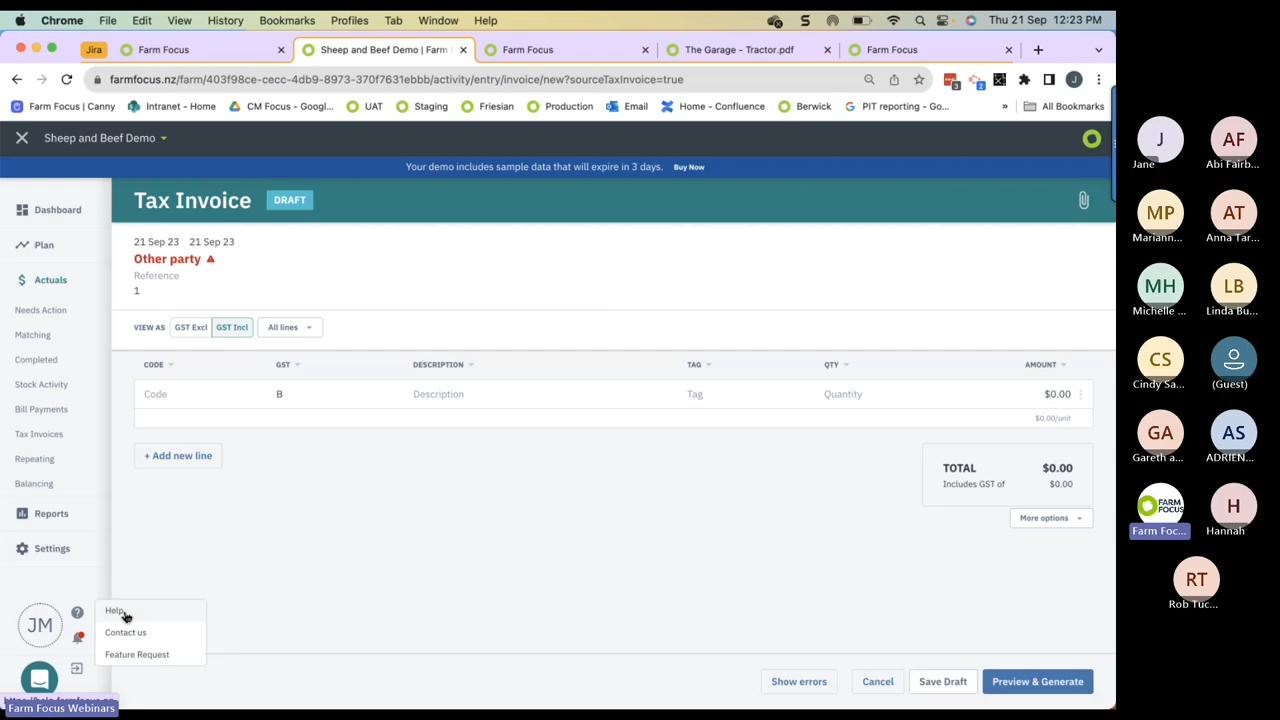 Chrome File Edit View History Bookmarks Profiles Tab Window Help
Thu 21 Sep 12:23 PM
Jira
Farm Focus
Sheep and Beef Demo | Farm
Farm Focus
The Garage - Tractor.pdf
Farm Focus
farmfocus.nz/farm/403f98ce-cecc-4db9-8973-370f7631ebbb/activity/entry/invoice/new?sourceTaxInvoice=true
J
3
2
Farm Focus | Canny
Intranet - Home
CM Focus - Googl...
UAT
Staging
Friesian
Production
Email
Home - Confluence
Berwick
PIT reporting - Go...
»
All Bookmarks
Sheep and Beef Demo
Your demo includes sample data that will expire in 3 days. Buy Now
Dashboard
Plan
Actuals
Needs Action
Matching
Completed
Stock Activity
Bill Payments
Tax Invoices
Repeating
Balancing
Reports
Settings
JM
Help
Contact us
Feature Request
Farm Focus Webinars
Tax Invoice DRAFT
21 Sep 23 21 Sep 23
Other party
Reference
1
VIEW AS GST Excl GST Incl All lines
CODE GST DESCRIPTION TAG QTY AMOUNT
Code B Description Tag Quantity $0.00
$0.00/unit
+ Add new line
TOTAL $0.00
Includes GST of $0.00
More options
Show errors Cancel Save Draft Preview & Generate
J
Jane
AF
Abi Fairb...
MP
Mariann...
AT
Anna Tar...
MH
Michelle ...
LB
Linda Bu...
CS
Cindy Sa...
(Guest)
GA
Gareth a...
AS
ADRIEN...
FARM FOCUS
Farm Foc...
H
Hannah
RT
Rob Tuc...